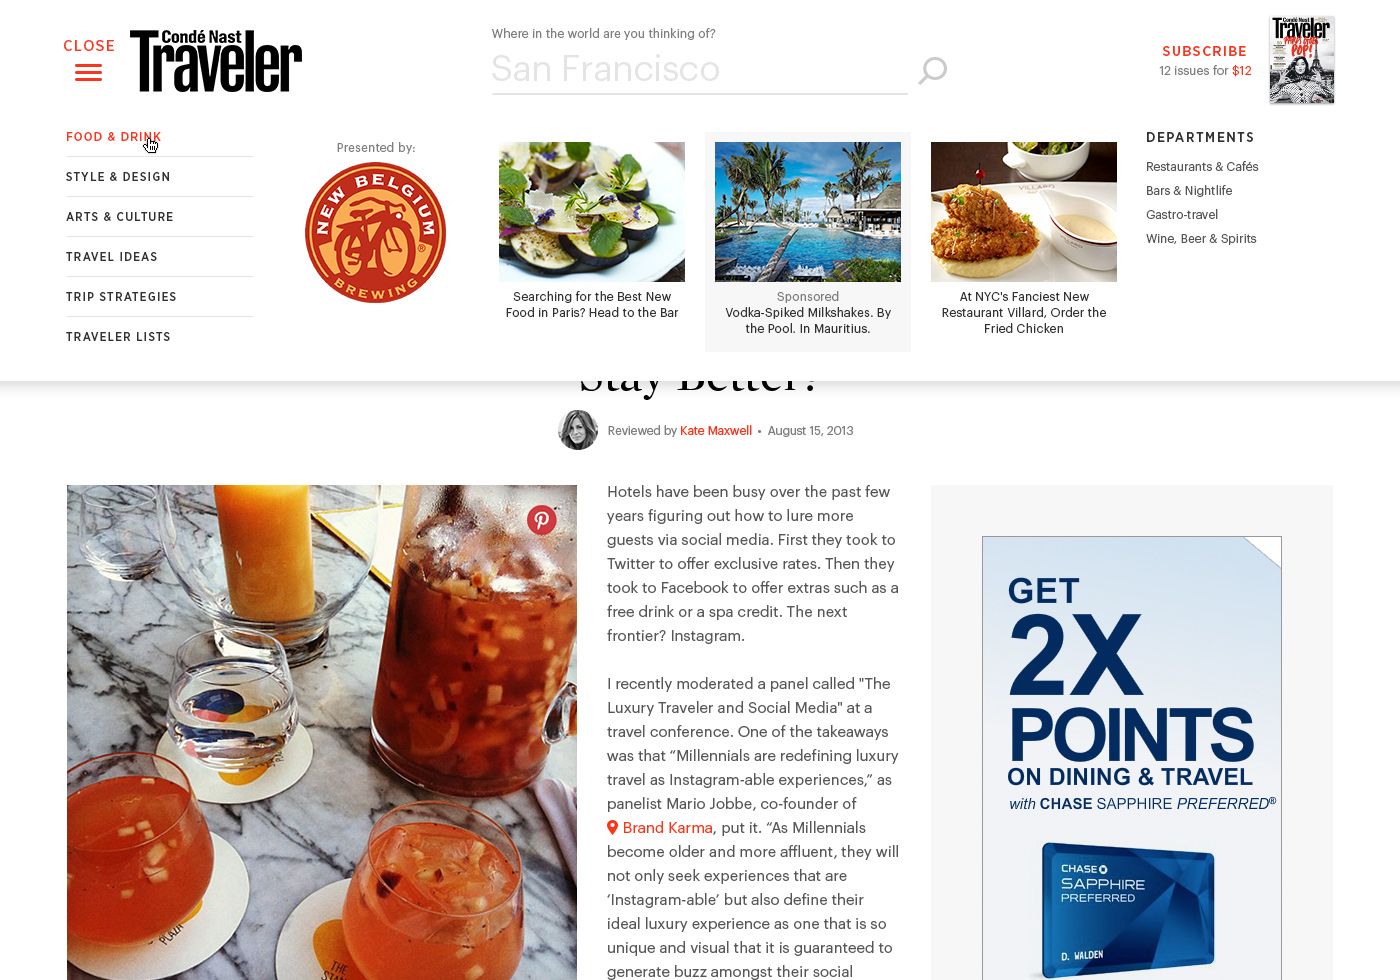 CLOSE
Condé Nast
Traveler
Where in the world are you thinking of?
San Francisco
SUBSCRIBE
12 issues for $12
Condé Nast
Traveler
POP!
FOOD & DRINK
STYLE & DESIGN
ARTS & CULTURE
TRAVEL IDEAS
TRIP STRATEGIES
TRAVELER LISTS
Presented by:
NEW BELGIUM
BREWING
®
Searching for the Best New
Food in Paris? Head to the Bar
Sponsored
Vodka-Spiked Milkshakes. By
the Pool. In Mauritius.
VILLARD
At NYC's Fanciest New
Restaurant Villard, Order the
Fried Chicken
DEPARTMENTS
Restaurants & Cafés
Bars & Nightlife
Gastro-travel
Wine, Beer & Spirits
Stay Better?
Reviewed by Kate Maxwell • August 15, 2013
PLAZA
THE
STAN
Hotels have been busy over the past few
years figuring out how to lure more
guests via social media. First they took to
Twitter to offer exclusive rates. Then they
took to Facebook to offer extras such as a
free drink or a spa credit. The next
frontier? Instagram.
I recently moderated a panel called "The
Luxury Traveler and Social Media" at a
travel conference. One of the takeaways
was that “Millennials are redefining luxury
travel as Instagram-able experiences,” as
panelist Mario Jobbe, co-founder of
Brand Karma, put it. “As Millennials
become older and more affluent, they will
not only seek experiences that are
‘Instagram-able’ but also define their
ideal luxury experience as one that is so
unique and visual that it is guaranteed to
generate buzz amongst their social
GET
2X
POINTS
ON DINING & TRAVEL
with CHASE SAPPHIRE PREFERRED®
CHASE
SAPPHIRE
PREFERRED
D. WALDEN